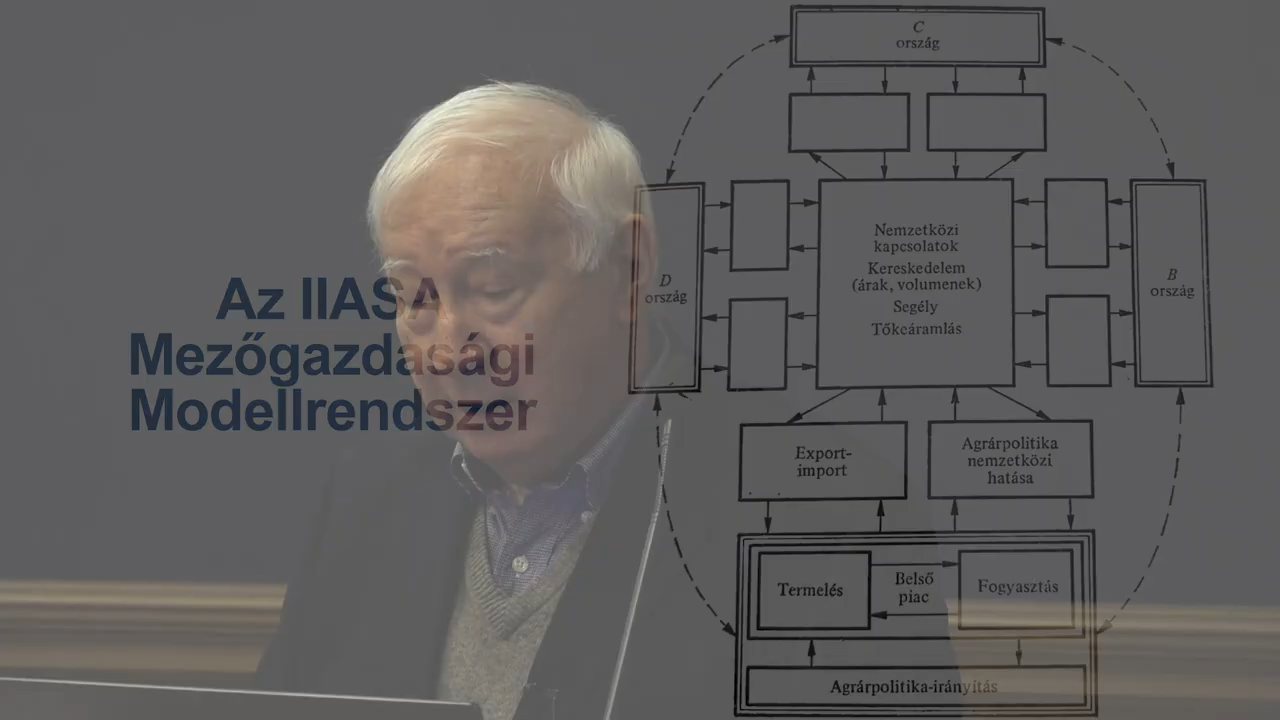 Az IIASA
Mezőgazdasági
Modellrendszer
C
ország
D
ország
Nemzetközi
kapcsolatok
Kereskedelem
(árak, volumenek)
Segély
Tőkeáramlás
B
ország
Export-
import
Agrárpolitika
nemzetközi
hatása
Termelés
Belső
piac
Fogyasztás
Agrárpolitika-irányítás